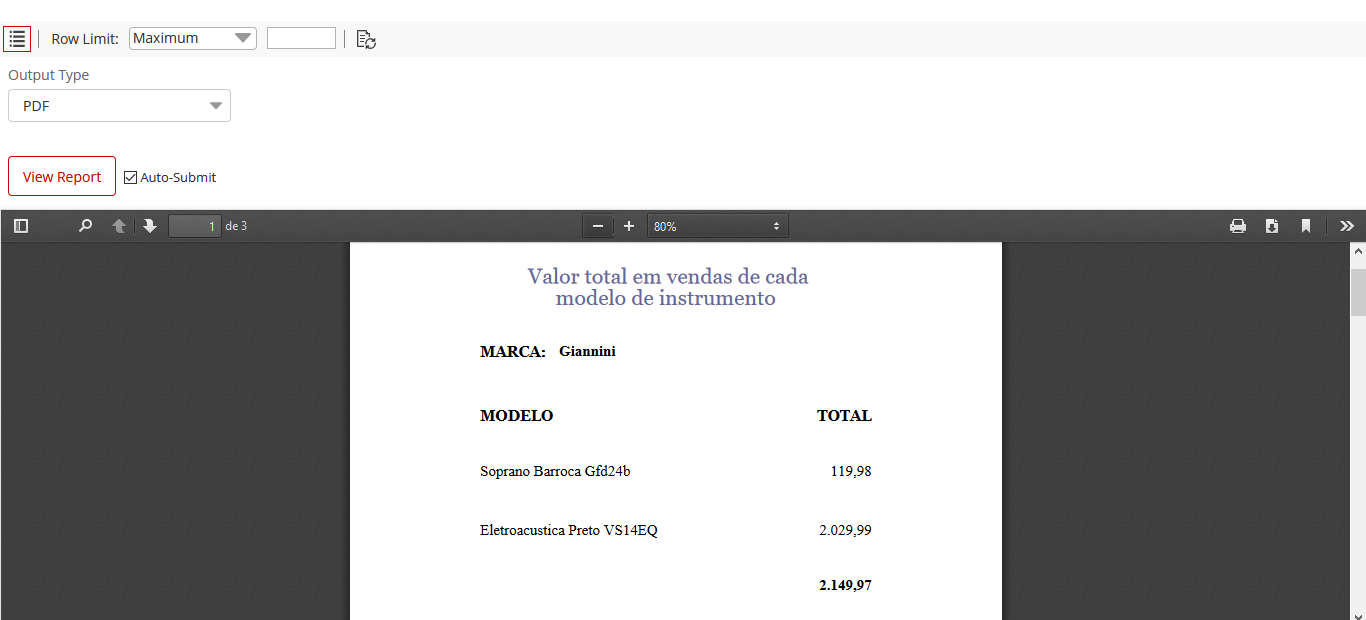 Row Limit: Maximum
Output Type
PDF
View Report Auto-Submit
1 de 3 80%
Valor total em vendas de cada
modelo de instrumento
MARCA: Giannini
MODELO TOTAL
Soprano Barroca Gfd24b 119,98
Eletroacustica Preto VS14EQ 2.029,99
2.149,97